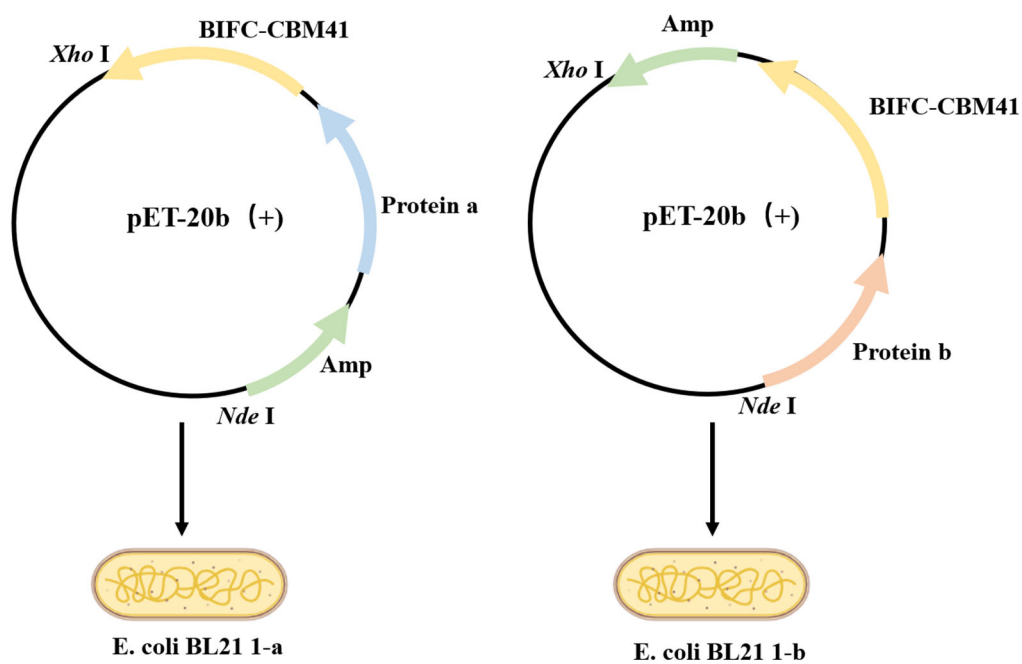 BIFC-CBM41
Xho I
pET-20b (+)
Protein a
Amp
Nde I
E. coli BL21 1-a
Amp
Xho I
BIFC-CBM41
pET-20b (+)
Protein b
Nde I
E. coli BL21 1-b